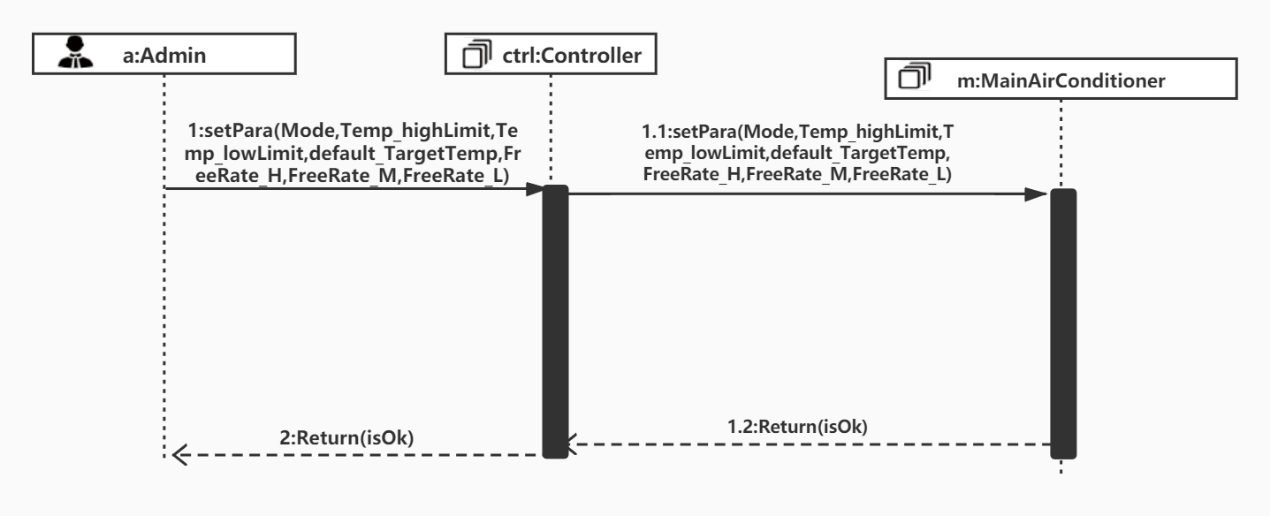 a:Admin
ctrl:Controller
m:MainAirConditioner
1:setPara(Mode,Temp_highLimit,Te
mp_lowLimit,default_TargetTemp,Fr
eeRate_H,FreeRate_M,FreeRate_L)
1.1:setPara(Mode,Temp_highLimit,T
emp_lowLimit,default_TargetTemp,
FreeRate_H,FreeRate_M,FreeRate_L)
1.2:Return(isOk)
2:Return(isOk)